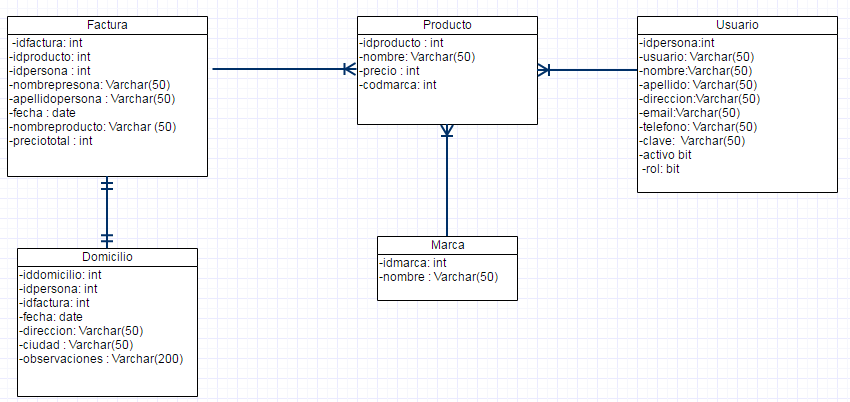 Factura
-idfactura: int
-idproducto: int
-idpersona : int
-nombrepresona: Varchar(50)
-apellidopersona : Varchar(50)
-fecha : date
-nombreproducto: Varchar (50)
-preciototal : int
Producto
-idproducto : int
-nombre: Varchar(50)
-precio : int
-codmarca: int
Usuario
-idpersona:int
-usuario: Varchar(50)
-nombre:Varchar(50)
-apellido: Varchar(50)
-direccion:Varchar(50)
-email:Varchar(50)
-telefono: Varchar(50)
-clave: Varchar(50)
-activo bit
-rol: bit
Domicilio
-iddomicilio: int
-idpersona: int
-idfactura: int
-fecha: date
-direccion: Varchar(50)
-ciudad : Varchar(50)
-observaciones : Varchar(200)
Marca
-idmarca: int
-nombre : Varchar(50)